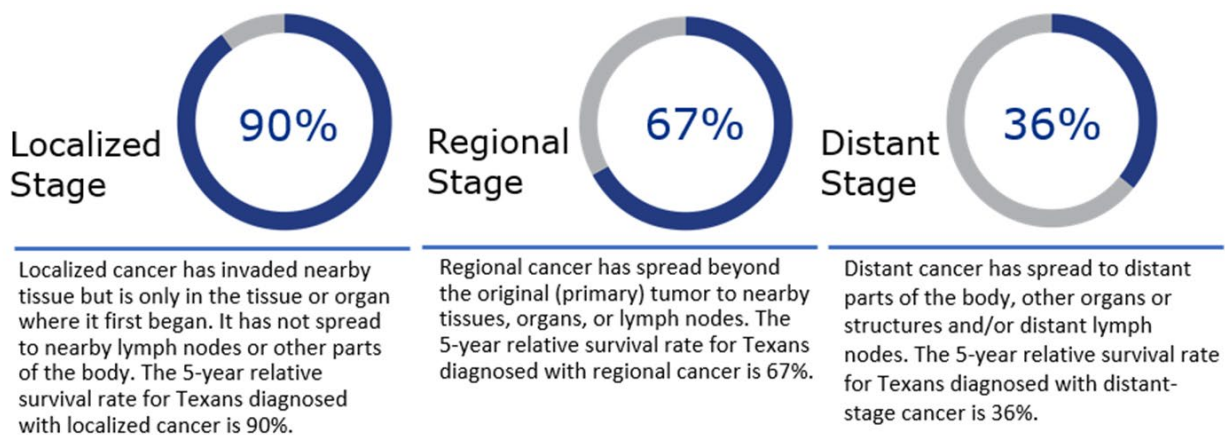 Localized
Stage
90%
Localized cancer has invaded nearby
tissue but is only in the tissue or organ
where it first began. It has not spread
to nearby lymph nodes or other parts
of the body. The 5-year relative
survival rate for Texans diagnosed
with localized cancer is 90%.
Regional
Stage
67%
Regional cancer has spread beyond
the original (primary) tumor to nearby
tissues, organs, or lymph nodes. The
5-year relative survival rate for Texans
diagnosed with regional cancer is 67%.
Distant
Stage
36%
Distant cancer has spread to distant
parts of the body, other organs or
structures and/or distant lymph
nodes. The 5-year relative survival rate
for Texans diagnosed with distant-
stage cancer is 36%.